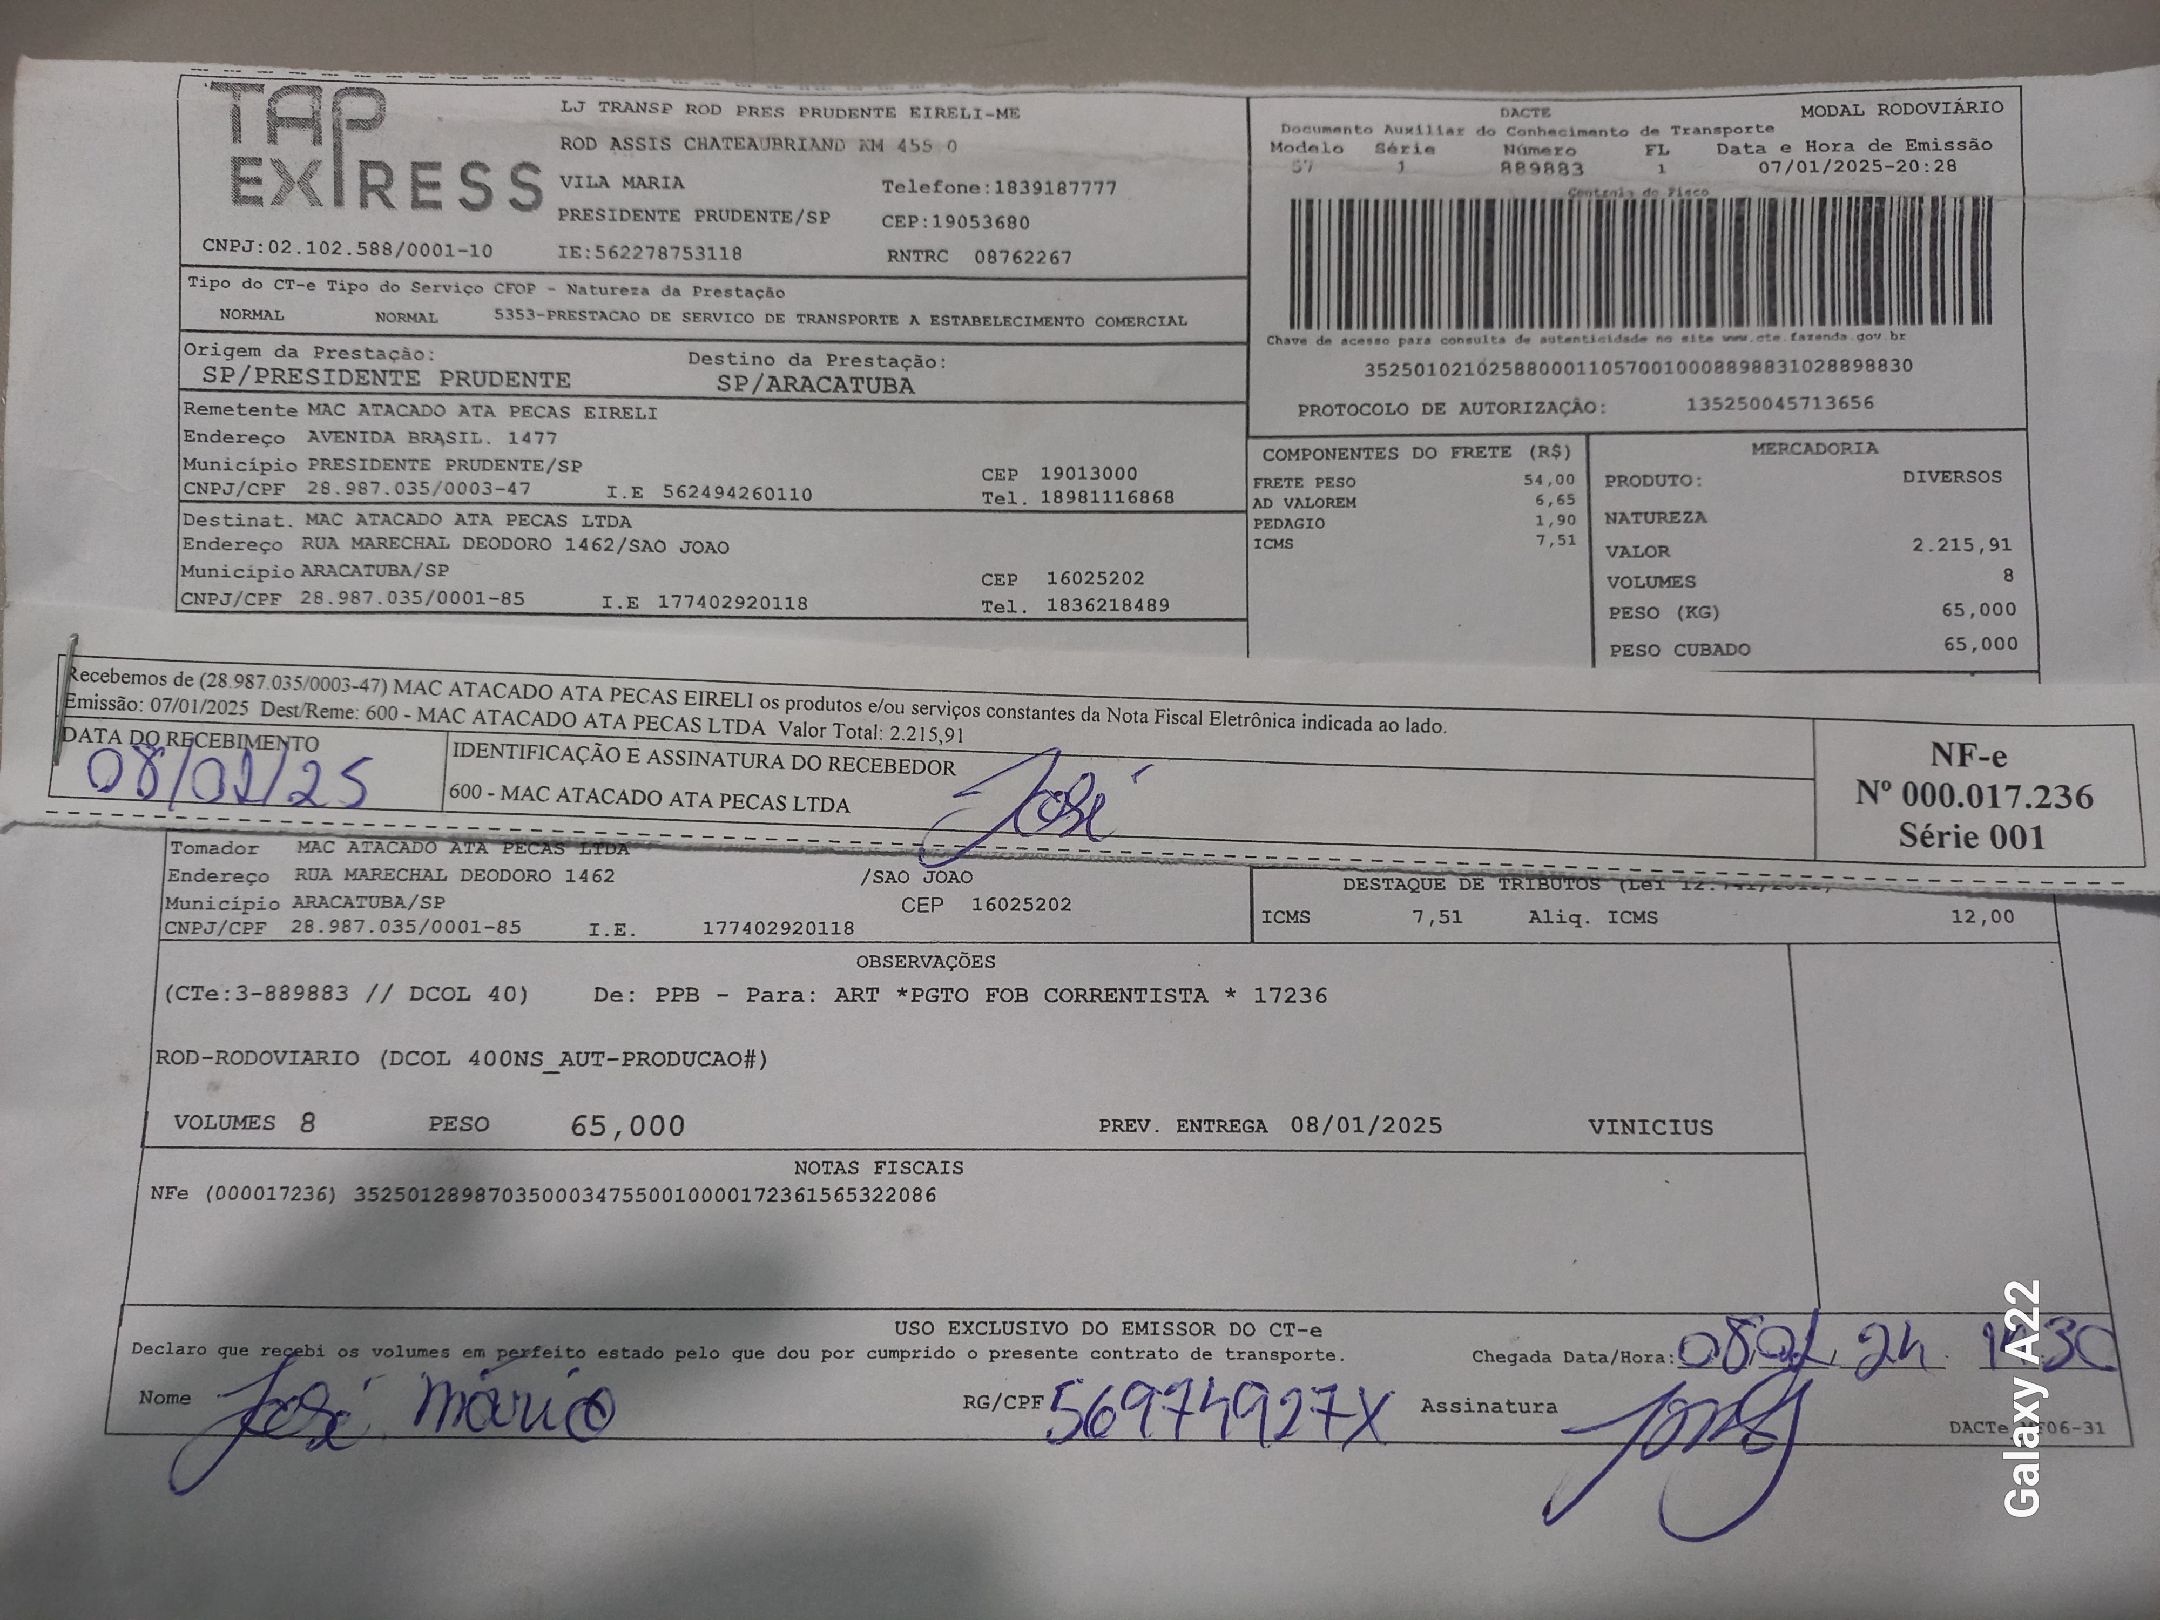 TAP EXPRESS
LJ TRANSP ROD PRES PRUDENTE EIRELI-ME
ROD ASSIS CHATEAUBRIAND KM 455 0
VILA MARIA Telefone:1839187777
PRESIDENTE PRUDENTE/SP CEP:19053680
CNPJ:02.102.588/0001-10 IE:562278753118 RNTRC 08762267
DACTE MODAL RODOVIÁRIO
Documento Auxiliar do Conhecimento de Transporte
Modelo Série Número FL Data e Hora de Emissão
57 1 889883 1 07/01/2025-20:28
Controle do Fisco
Chave de acesso para consulta de autenticidade no site www.cte.fazenda.gov.br
35250102102588000110570010008898831028898830
PROTOCOLO DE AUTORIZAÇÃO: 135250045713656
Tipo do CT-e Tipo do Serviço CFOP - Natureza da Prestação
NORMAL NORMAL 5353-PRESTACAO DE SERVICO DE TRANSPORTE A ESTABELECIMENTO COMERCIAL
Origem da Prestação: Destino da Prestação:
SP/PRESIDENTE PRUDENTE SP/ARACATUBA
Remetente MAC ATACADO ATA PECAS EIRELI
Endereço AVENIDA BRASIL. 1477
Município PRESIDENTE PRUDENTE/SP CEP 19013000
CNPJ/CPF 28.987.035/0003-47 I.E 562494260110 Tel. 18981116868
Destinat. MAC ATACADO ATA PECAS LTDA
Endereço RUA MARECHAL DEODORO 1462/SAO JOAO
Município ARACATUBA/SP CEP 16025202
CNPJ/CPF 28.987.035/0001-85 I.E 177402920118 Tel. 1836218489
COMPONENTES DO FRETE (R$)
FRETE PESO 54,00
AD VALOREM 6,65
PEDAGIO 1,90
ICMS 7,51
MERCADORIA
PRODUTO: DIVERSOS
NATUREZA
VALOR 2.215,91
VOLUMES 8
PESO (KG) 65,000
PESO CUBADO 65,000
Recebemos de (28.987.035/0003-47) MAC ATACADO ATA PECAS EIRELI os produtos e/ou serviços constantes da Nota Fiscal Eletrônica indicada ao lado.
Emissão: 07/01/2025 Dest/Reme: 600 - MAC ATACADO ATA PECAS LTDA Valor Total: 2.215,91
DATA DO RECEBIMENTO IDENTIFICAÇÃO E ASSINATURA DO RECEBEDOR
08/01/25 600 - MAC ATACADO ATA PECAS LTDA José
NF-e
Nº 000.017.236
Série 001
Tomador MAC ATACADO ATA PECAS LTDA
Endereço RUA MARECHAL DEODORO 1462 /SAO JOAO
Município ARACATUBA/SP CEP 16025202
CNPJ/CPF 28.987.035/0001-85 I.E. 177402920118
DESTAQUE DE TRIBUTOS (Lei 12.741/2012)
ICMS 7,51 Aliq. ICMS 12,00
OBSERVAÇÕES
(CTe:3-889883 // DCOL 40) De: PPB - Para: ART *PGTO FOB CORRENTISTA * 17236
ROD-RODOVIARIO (DCOL 400NS_AUT-PRODUCAO#)
VOLUMES 8 PESO 65,000 PREV. ENTREGA 08/01/2025 VINICIUS
NOTAS FISCAIS
NFe (000017236) 35250128987035000347550010000172361565322086
USO EXCLUSIVO DO EMISSOR DO CT-e
Declaro que recebi os volumes em perfeito estado pelo que dou por cumprido o presente contrato de transporte. Chegada Data/Hora: 08 01 24
Nome José Mário RG/CPF 56974927X Assinatura
Galaxy A22